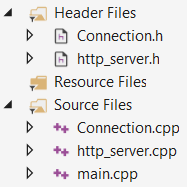 Header Files
Connection.h
http_server.h
Resource Files
Source Files
Connection.cpp
http_server.cpp
main.cpp